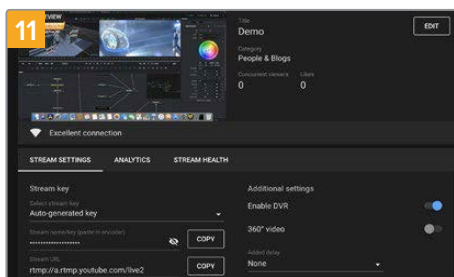 11
PREVIEW
Title
Demo
EDIT
Category
People & Blogs
Concurrent viewers Likes
0 0
Excellent connection
STREAM SETTINGS ANALYTICS STREAM HEALTH
Stream key
Additional settings
Select stream key
Auto-generated key
Enable DVR
Stream name/key (paste in encoder)
COPY
360° video
Added delay
Stream URL
rtmp://a.rtmp.youtube.com/live2
COPY
None